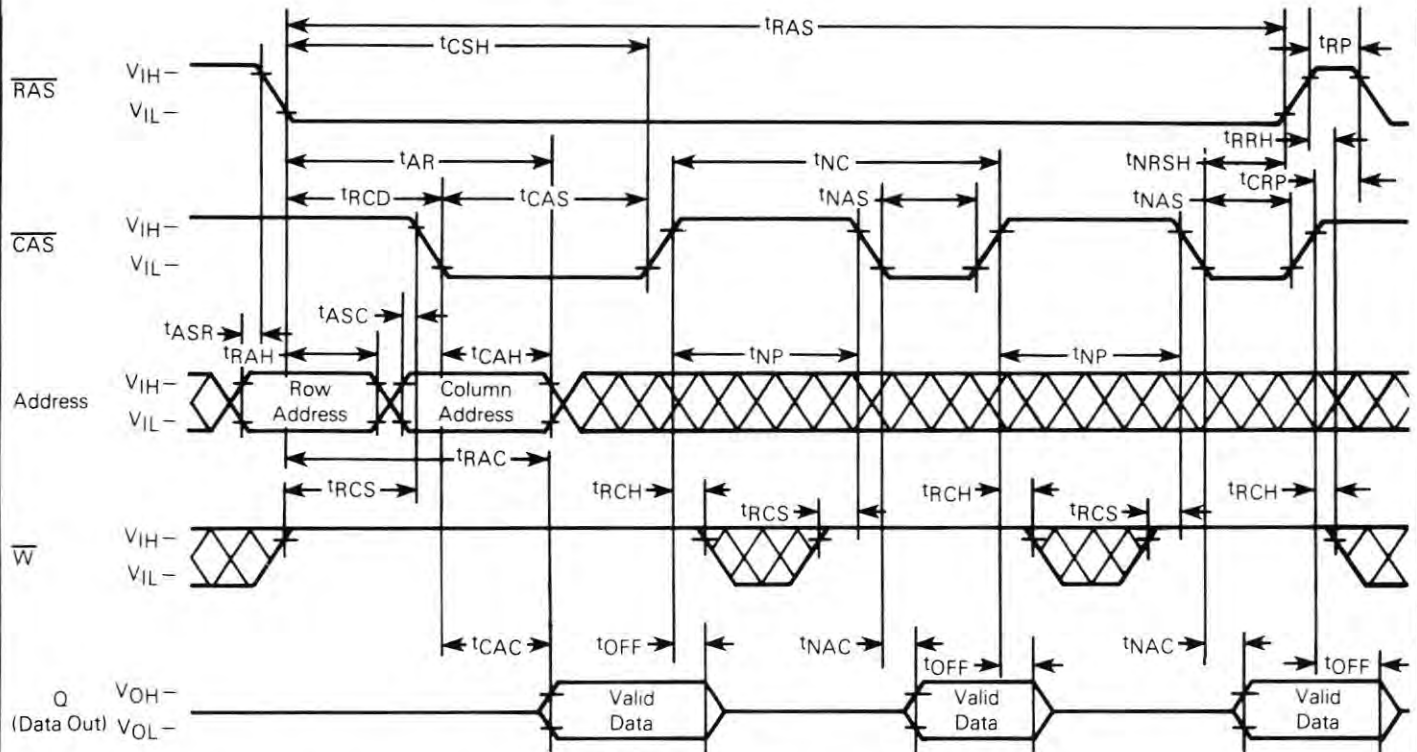 tRAS
tCSH
tRP
RAS
VIH
VIL
tRRH
tAR
tNC
tNRSH
tRCD
tCAS
tNAS
tCRP
tNAS
CAS
VIH
VIL
tASR
tASC
tRAH
tCAH
tNP
tNP
Address
VIH
VIL
Row
Address
Column
Address
tRAC
tRCS
tRCH
tRCS
tRCH
tRCS
tRCH
W
VIH
VIL
tCAC
tOFF
tNAC
tOFF
tNAC
tOFF
Q
(Data Out)
VOH
VOL
Valid
Data
Valid
Data
Valid
Data